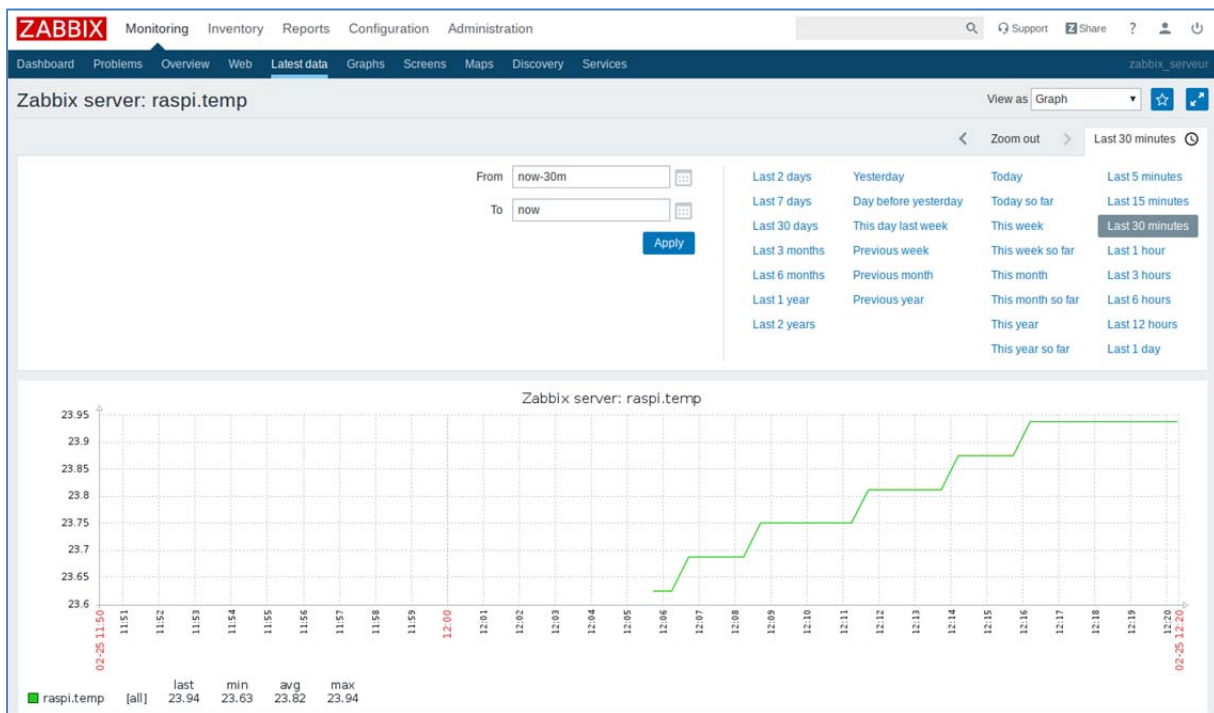 ZABBIX Monitoring Inventory Reports Configuration Administration Support Z Share ?
Dashboard Problems Overview Web Latest data Graphs Screens Maps Discovery Services zabbix_serveur
Zabbix server: raspi.temp View as Graph
Zoom out Last 30 minutes
From now-30m
To now
Apply
Last 2 days Yesterday Today Last 5 minutes
Last 7 days Day before yesterday Today so far Last 15 minutes
Last 30 days This day last week This week Last 30 minutes
Last 3 months Previous week This week so far Last 1 hour
Last 6 months Previous month This month Last 3 hours
Last 1 year Previous year This month so far Last 6 hours
Last 2 years This year Last 12 hours
This year so far Last 1 day
Zabbix server: raspi.temp
23.95
23.9
23.85
23.8
23.75
23.7
23.65
23.6
02-25 11:50 11:51 11:52 11:53 11:54 11:55 11:56 11:57 11:58 11:59 12:00 12:01 12:02 12:03 12:04 12:05 12:06 12:07 12:08 12:09 12:10 12:11 12:12 12:13 12:14 12:15 12:16 12:17 12:18 12:19 12:20 02-25 12:20
last min avg max
raspi.temp [all] 23.94 23.63 23.82 23.94